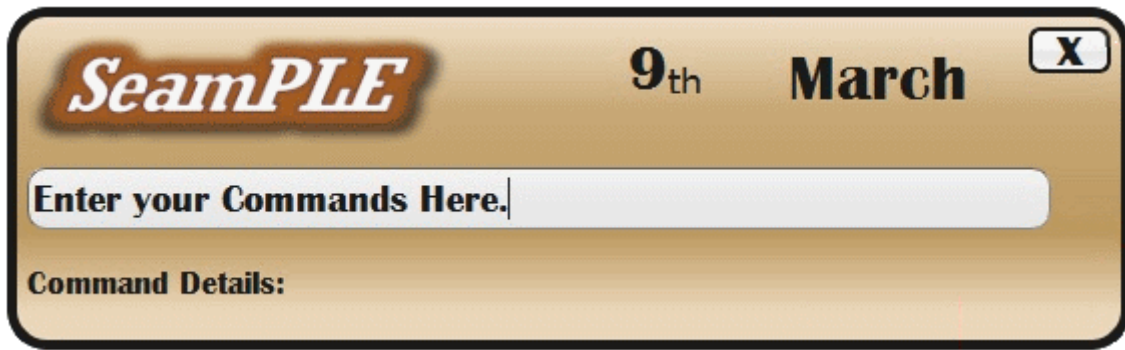 SeamPLE
9th March
X
Enter your Commands Here.
Command Details: